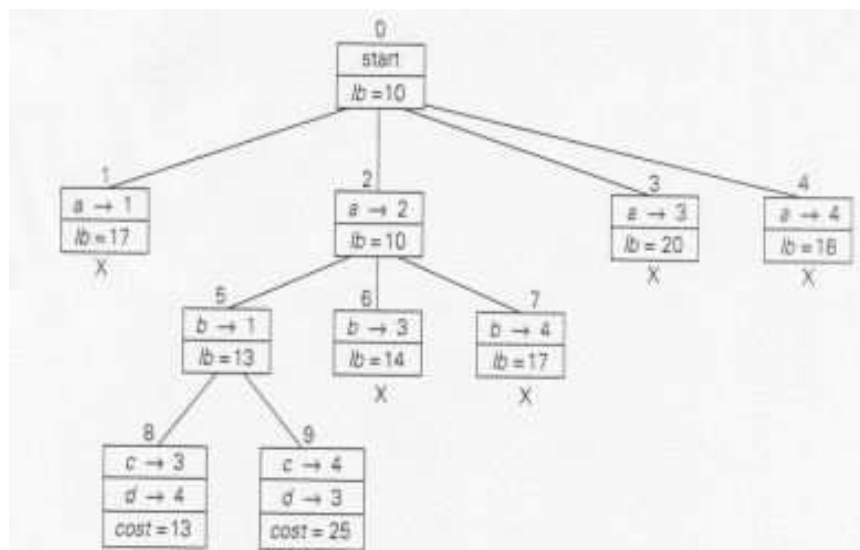 0
start
lb = 10
1
a → 1
lb = 17
X
2
a → 2
lb = 10
3
a → 3
lb = 20
X
4
a → 4
lb = 18
X
5
b → 1
lb = 13
6
b → 3
lb = 14
X
7
b → 4
lb = 17
X
8
c → 3
d → 4
cost = 13
9
c → 4
d → 3
cost = 25